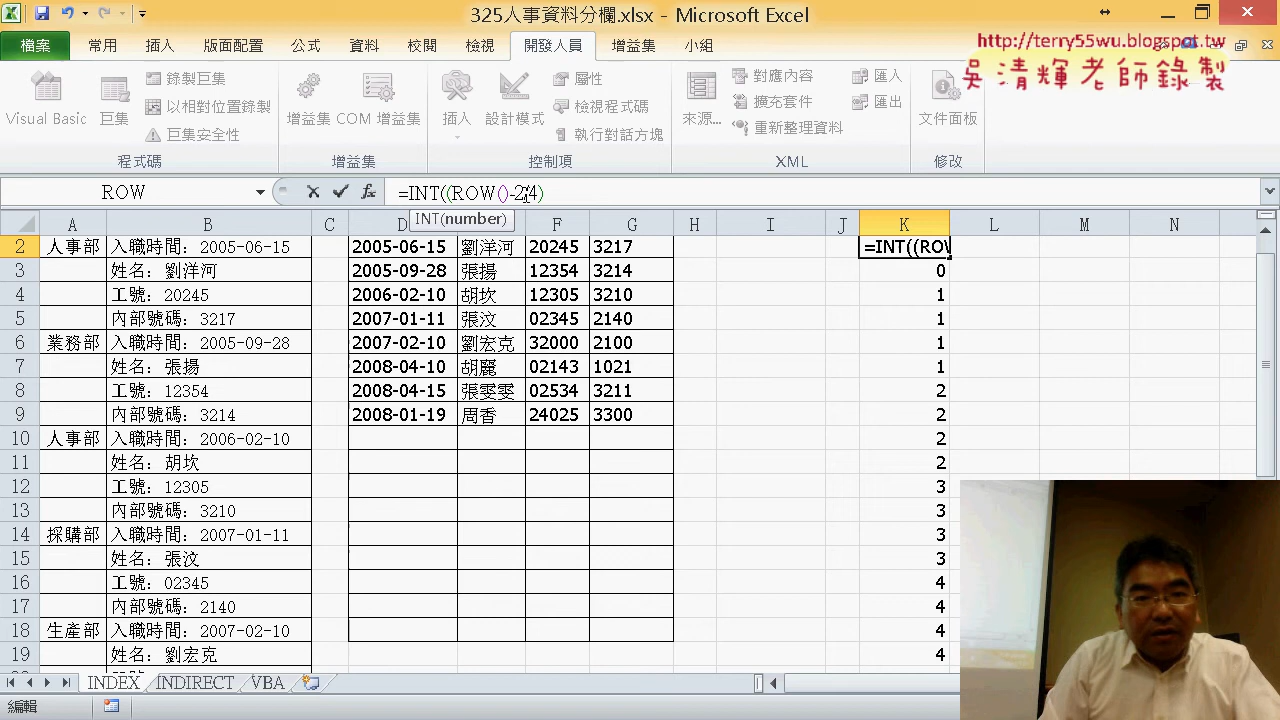 325人事資料分欄.xlsx - Microsoft Excel
http://terry55wu.blogspot.tw
吳清輝老師錄製
檔案 常用 插入 版面配置 公式 資料 校閱 檢視 開發人員 增益集 小組
Visual Basic 巨集 錄製巨集 以相對位置錄製 巨集安全性 程式碼
增益集 COM 增益集 增益集
插入 設計模式 屬性 檢視程式碼 執行對話方塊 控制項
來源... 對應內容 擴充套件 重新整理資料 匯入 匯出 XML
文件面板 修改
ROW fx =INT((ROW()-2/4)
INT(number)
A B C D F G H I J K L M N
2 人事部 入職時間：2005-06-15 2005-06-15 劉洋河 20245 3217 =INT((ROW
3 姓名：劉洋河 2005-09-28 張揚 12354 3214 0
4 工號：20245 2006-02-10 胡坎 12305 3210 1
5 內部號碼：3217 2007-01-11 張汶 02345 2140 1
6 業務部 入職時間：2005-09-28 2007-02-10 劉宏克 32000 2100 1
7 姓名：張揚 2008-04-10 胡麗 02143 1021 1
8 工號：12354 2008-04-15 張雯雯 02534 3211 2
9 內部號碼：3214 2008-01-19 周香 24025 3300 2
10 人事部 入職時間：2006-02-10 2
11 姓名：胡坎 2
12 工號：12305 3
13 內部號碼：3210 3
14 採購部 入職時間：2007-01-11 3
15 姓名：張汶 3
16 工號：02345 4
17 內部號碼：2140 4
18 生產部 入職時間：2007-02-10 4
19 姓名：劉宏克 4
INDEX INDIRECT VBA
編輯